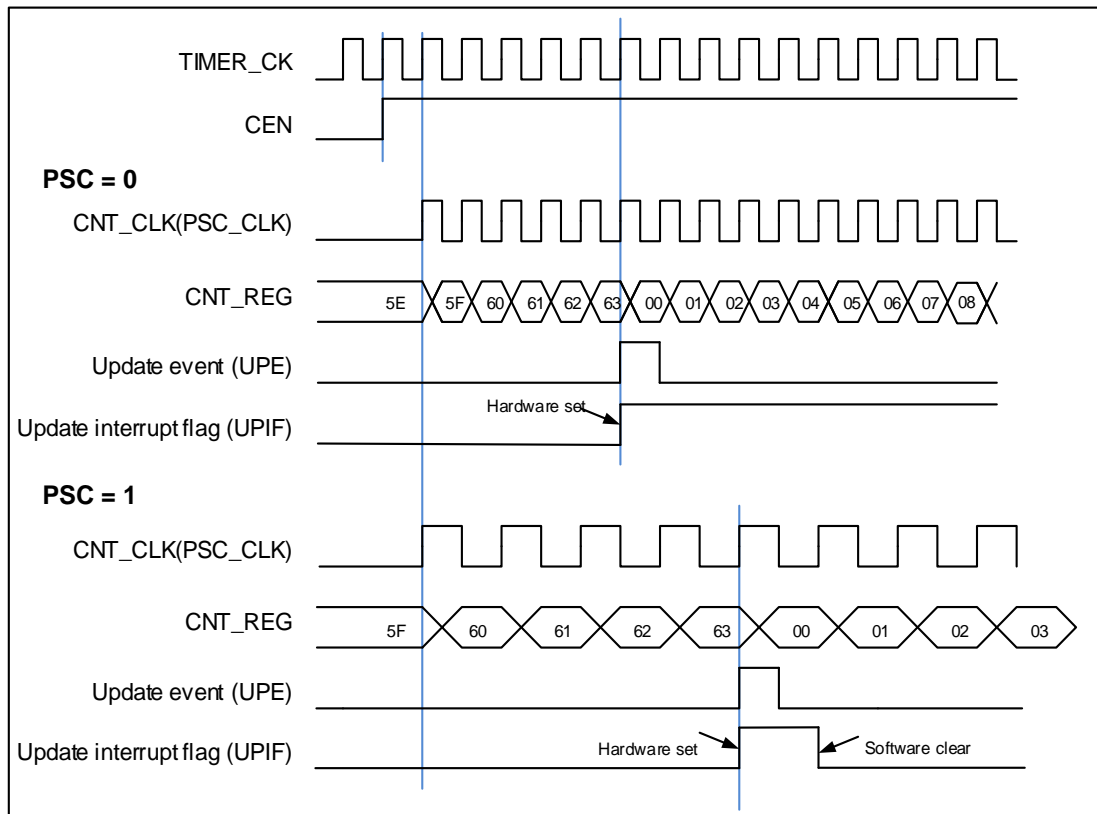 TIMER_CK
CEN
PSC = 0
CNT_CLK(PSC_CLK)
CNT_REG 5E 5F 60 61 62 63 00 01 02 03 04 05 06 07 08
Update event (UPE)
Hardware set
Update interrupt flag (UPIF)
PSC = 1
CNT_CLK(PSC_CLK)
CNT_REG 5F 60 61 62 63 00 01 02 03
Update event (UPE)
Update interrupt flag (UPIF) Hardware set Software clear